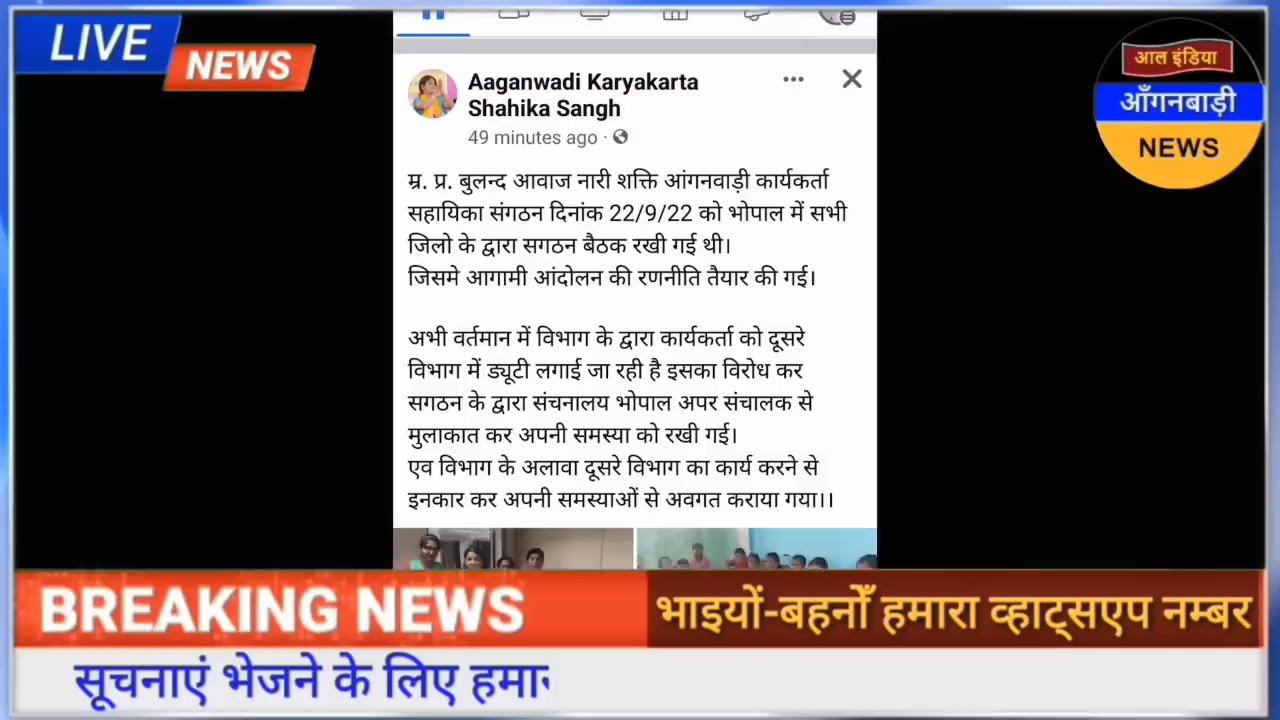 LIVE
NEWS
आल इंडिया
आँगनबाड़ी
NEWS
Aaganwadi Karyakarta
Shahika Sangh
49 minutes ago ·
म्र. प्र. बुलन्द आवाज नारी शक्ति आंगनवाड़ी कार्यकर्ता
सहायिका संगठन दिनांक 22/9/22 को भोपाल में सभी
जिलो के द्वारा सगठन बैठक रखी गई थी।
जिसमे आगामी आंदोलन की रणनीति तैयार की गई।
अभी वर्तमान में विभाग के द्वारा कार्यकर्ता को दूसरे
विभाग में ड्यूटी लगाई जा रही है इसका विरोध कर
सगठन के द्वारा संचनालय भोपाल अपर संचालक से
मुलाकात कर अपनी समस्या को रखी गई।
एव विभाग के अलावा दूसरे विभाग का कार्य करने से
इनकार कर अपनी समस्याओं से अवगत कराया गया।।
BREAKING NEWS
भाइयों-बहनोँ हमारा व्हाट्सएप नम्बर
सूचनाएं भेजने के लिए